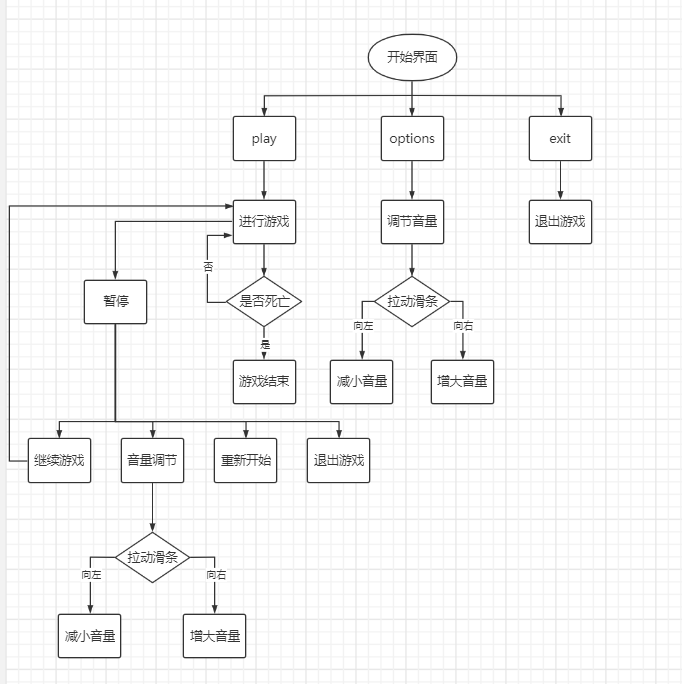 开始界面
play
options
exit
进行游戏
调节音量
退出游戏
否
暂停
是否死亡
拉动滑条
向左
向右
是
游戏结束
减小音量
增大音量
继续游戏
音量调节
重新开始
退出游戏
拉动滑条
向左
向右
减小音量
增大音量